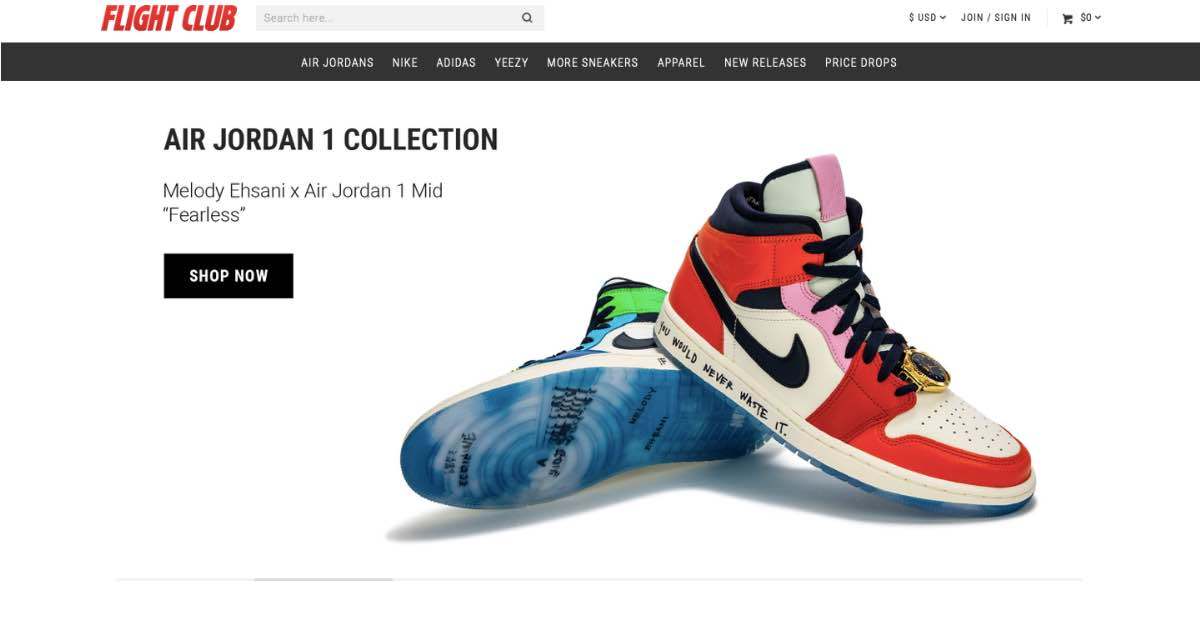 FLIGHT CLUB
Search here...
$ USD
JOIN / SIGN IN
$0
AIR JORDANS NIKE ADIDAS YEEZY MORE SNEAKERS APPAREL NEW RELEASES PRICE DROPS
AIR JORDAN 1 COLLECTION
Melody Ehsani x Air Jordan 1 Mid
“Fearless”
SHOP NOW
YOU WOULD NEVER WASTE IT.
MELODY
EHSANI